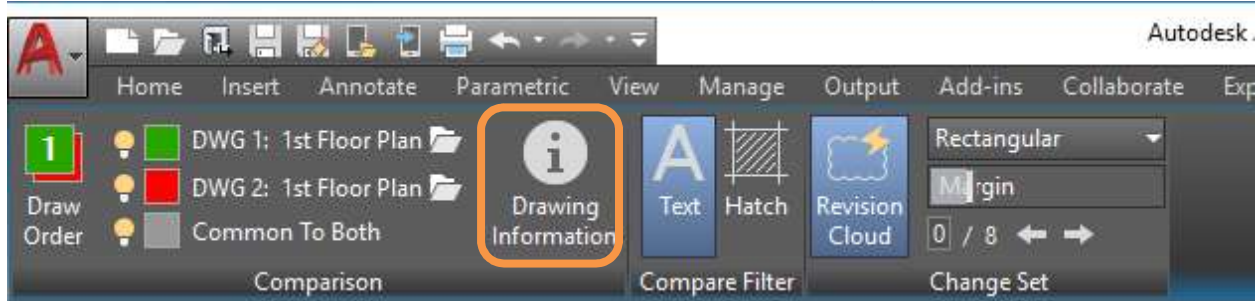 A
Autodesk
Home Insert Annotate Parametric View Manage Output Add-ins Collaborate Exp
1 DWG 1: 1st Floor Plan
DWG 2: 1st Floor Plan
Common To Both
Draw
Order
i
Drawing
Information
Comparison
A
Text Hatch
Compare Filter
Revision
Cloud
Rectangular
Margin
0 / 8
Change Set